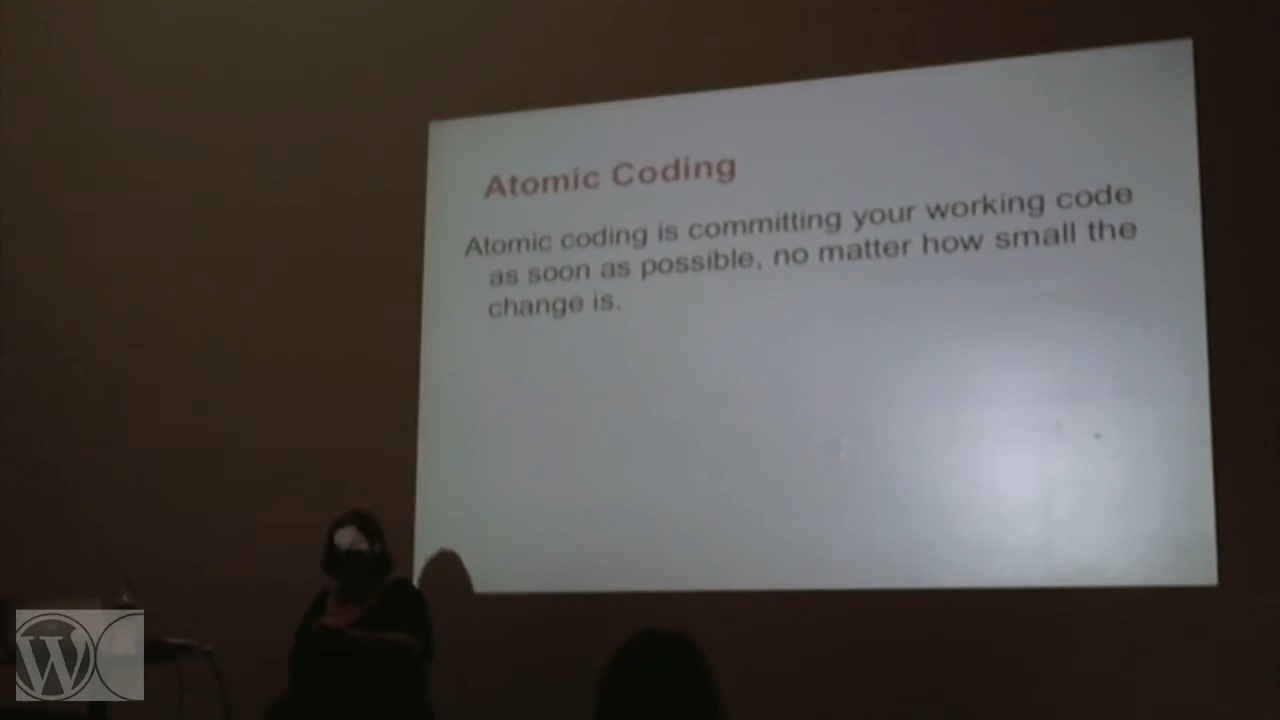 Atomic Coding
Atomic coding is committing your working code
as soon as possible, no matter how small the
change is.
W